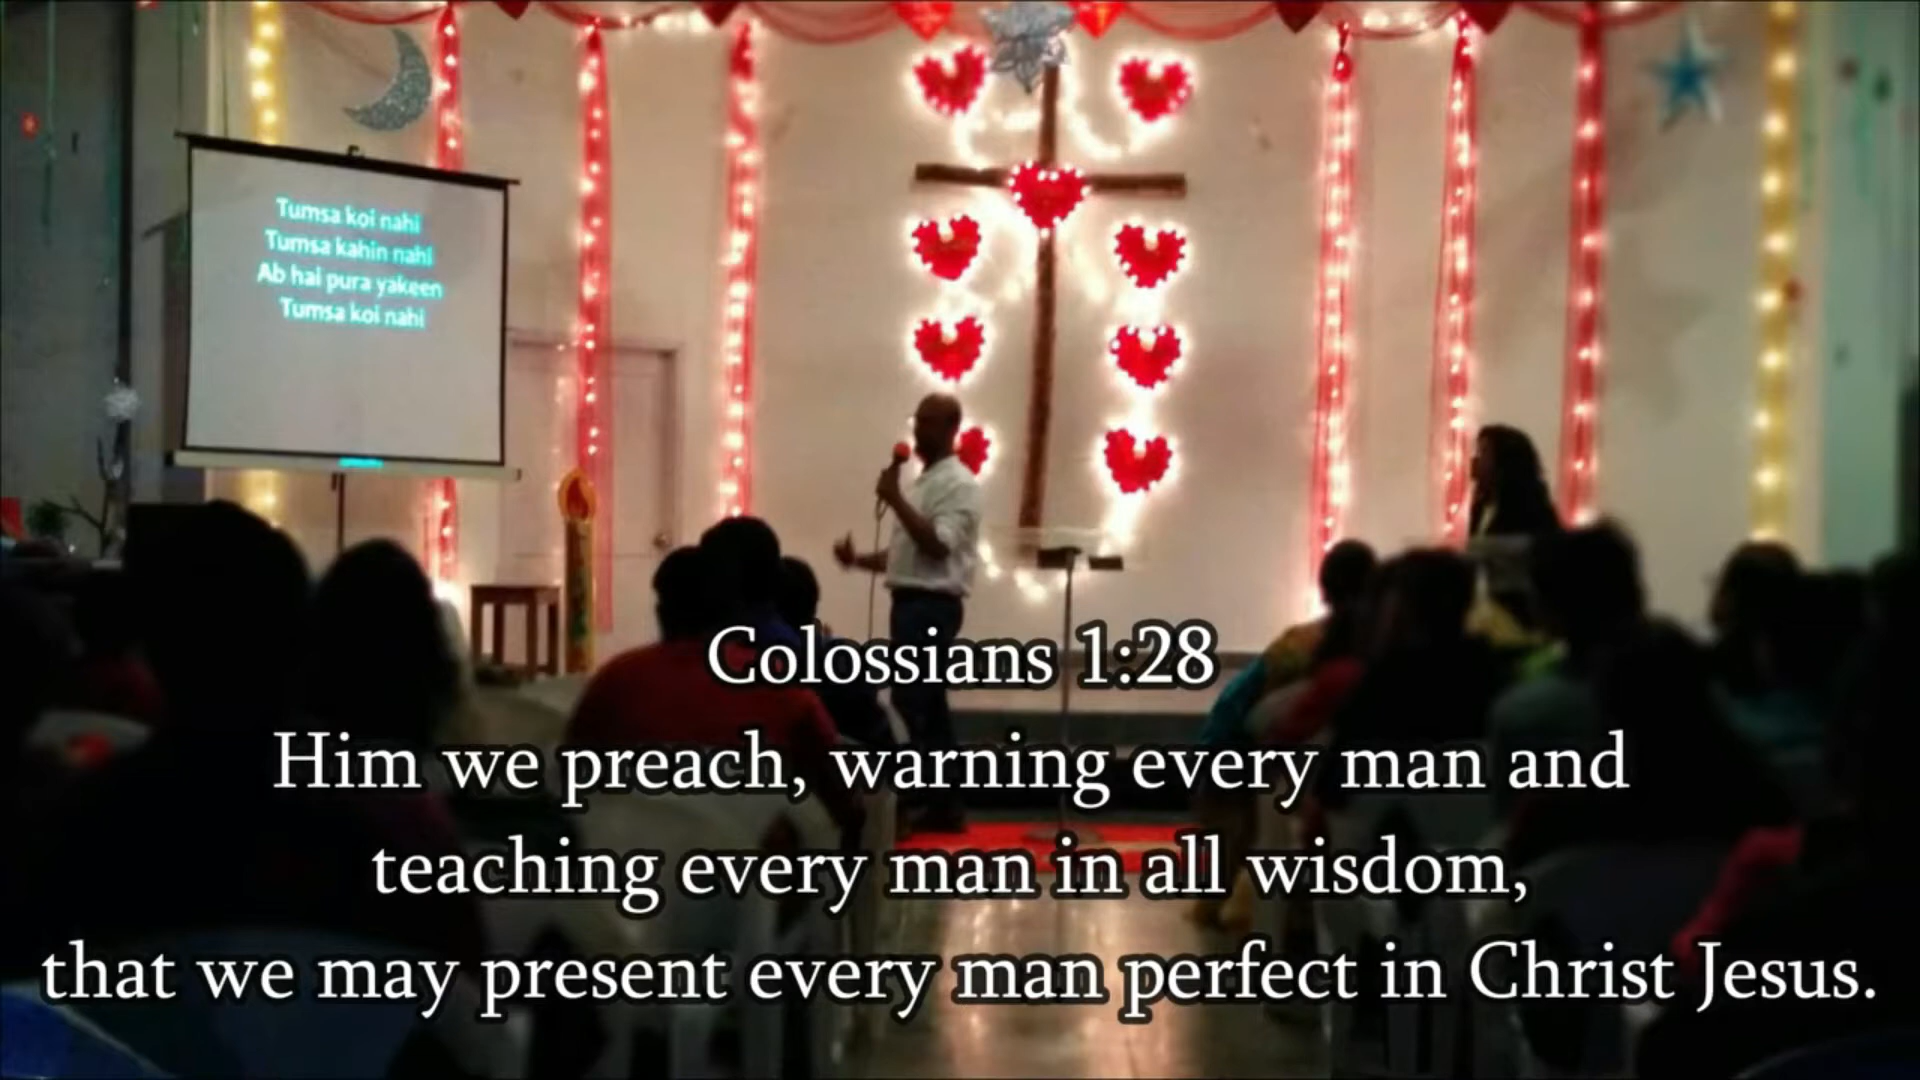 Tumsa koi nahi
Tumsa kahin nahi
Ab hai pura yakeen
Tumsa koi nahi
Colossians 1:28
Him we preach, warning every man and
teaching every man in all wisdom,
that we may present every man perfect in Christ Jesus.